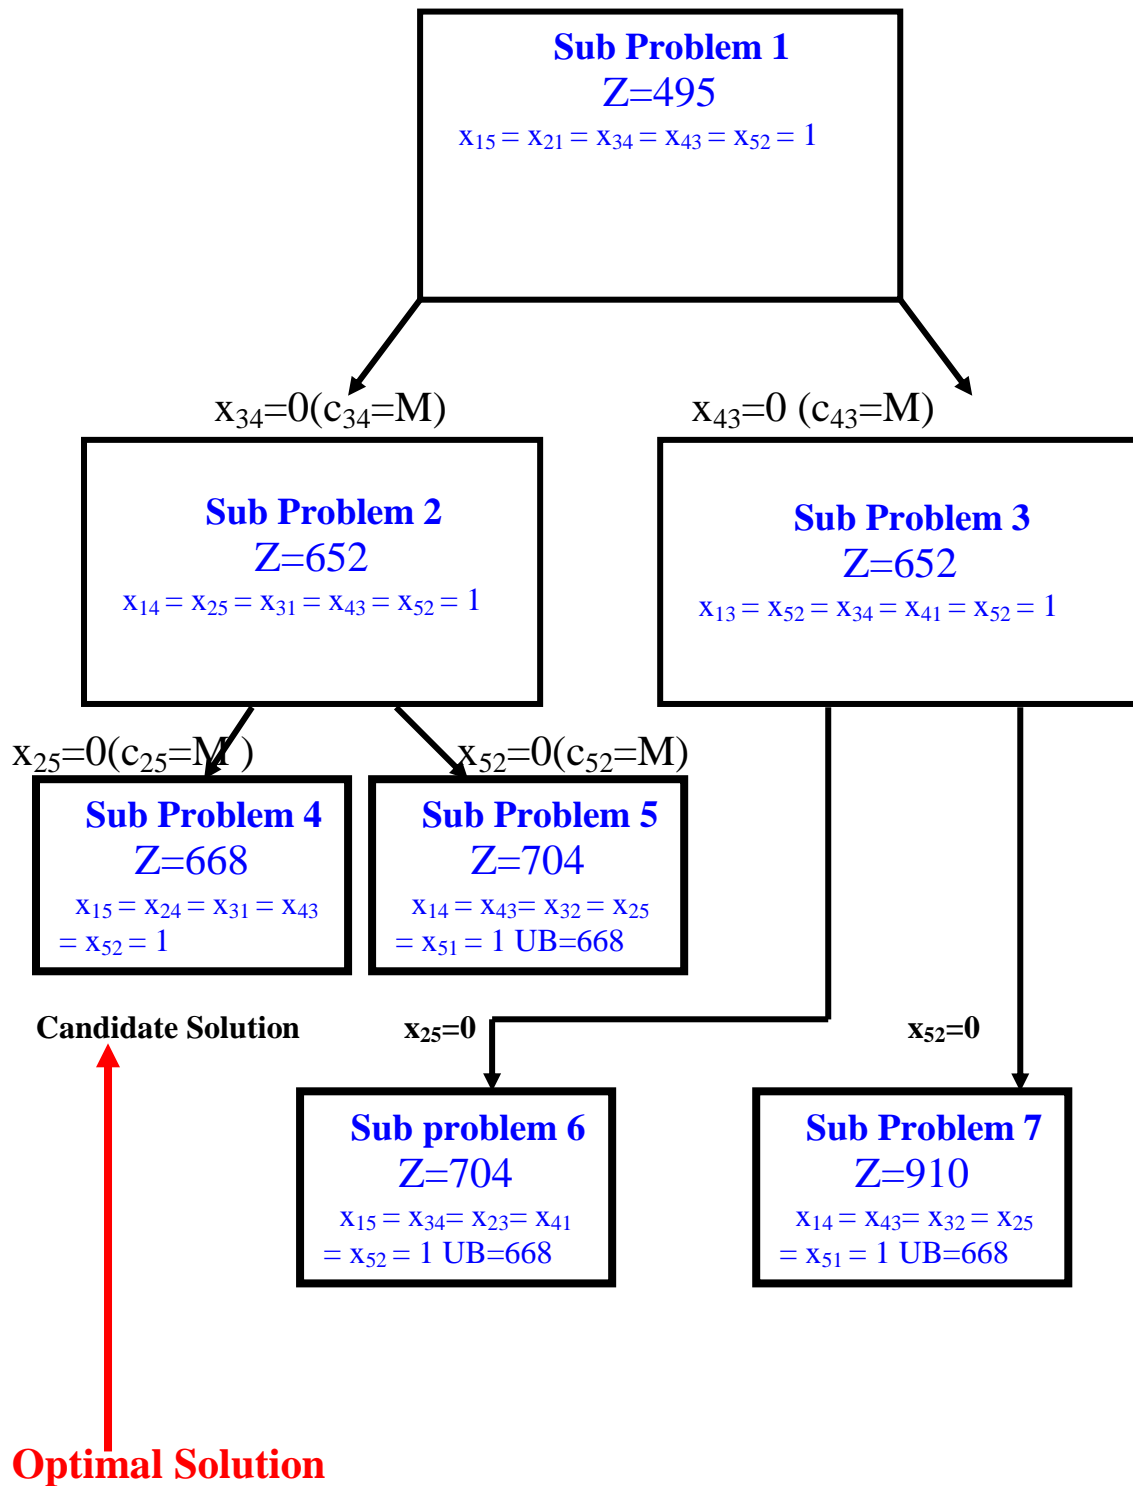 Sub Problem 1
Z=495
x15 = x21 = x34 = x43 = x52 = 1
x34=0(c34=M)
x43=0 (c43=M)
Sub Problem 2
Z=652
x14 = x25 = x31 = x43 = x52 = 1
Sub Problem 3
Z=652
x13 = x52 = x34 = x41 = x52 = 1
x25=0(c25=M )
x52=0(c52=M)
Sub Problem 4
Z=668
x15 = x24 = x31 = x43
= x52 = 1
Sub Problem 5
Z=704
x14 = x43= x32 = x25
= x51 = 1 UB=668
Candidate Solution
x25=0
x52=0
Sub problem 6
Z=704
x15 = x34= x23= x41
= x52 = 1 UB=668
Sub Problem 7
Z=910
x14 = x43= x32 = x25
= x51 = 1 UB=668
Optimal Solution